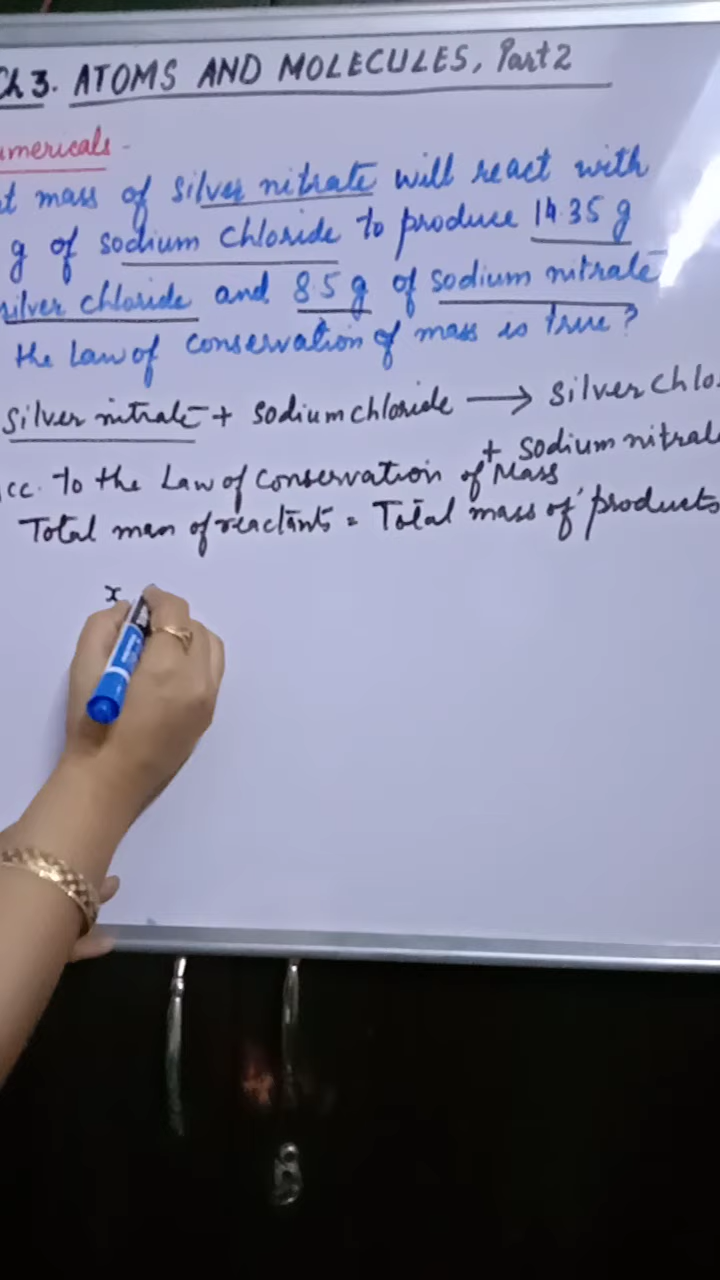 Ch 3. ATOMS AND MOLECULES, Part 2
umericals -
t mass of silver nitrate will react with
g of sodium chloride to produce 14.35 g
silver chloride and 8.5 g of sodium nitrate
the law of conservation of mass is true?
silver nitrate + sodium chloride → silver chlo
+ sodium nitrat
cc. To the Law of Conservation of Mass
Total mass of reactants = Total mass of products
x